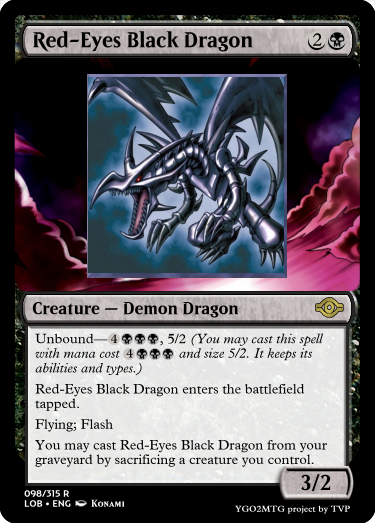 Red-Eyes Black Dragon 2
Creature — Demon Dragon
Unbound—4, 5/2 (You may cast this spell
with mana cost 4 and size 5/2. It keeps its
abilities and types.)
Red-Eyes Black Dragon enters the battlefield
tapped.
Flying; Flash
You may cast Red-Eyes Black Dragon from your
graveyard by sacrificing a creature you control.
3/2
098/315 R
LOB • ENG KONAMI
YGO2MTG project by TVP